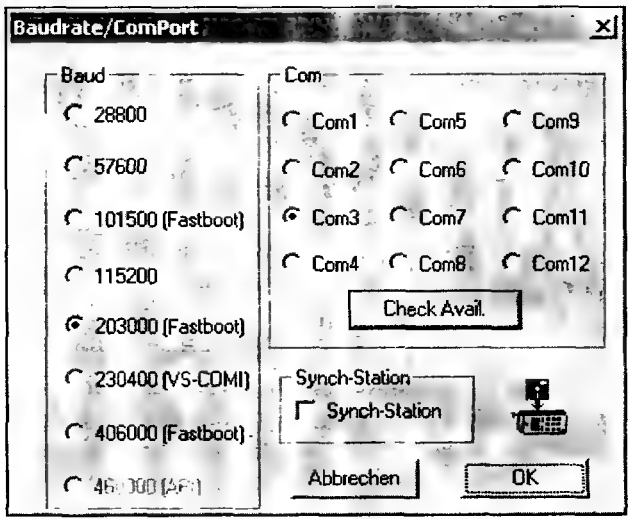 Baudrate/ComPort
Baud
28800
57600
101500 (Fastboot)
115200
203000 (Fastboot)
230400 (VS-COMI)
406000 (Fastboot)
Com
Com1 Com5 Com9
Com2 Com6 Com10
Com3 Com7 Com11
Com4 Com8 Com12
Check Avail.
Synch-Station
Synch-Station
Abbrechen OK